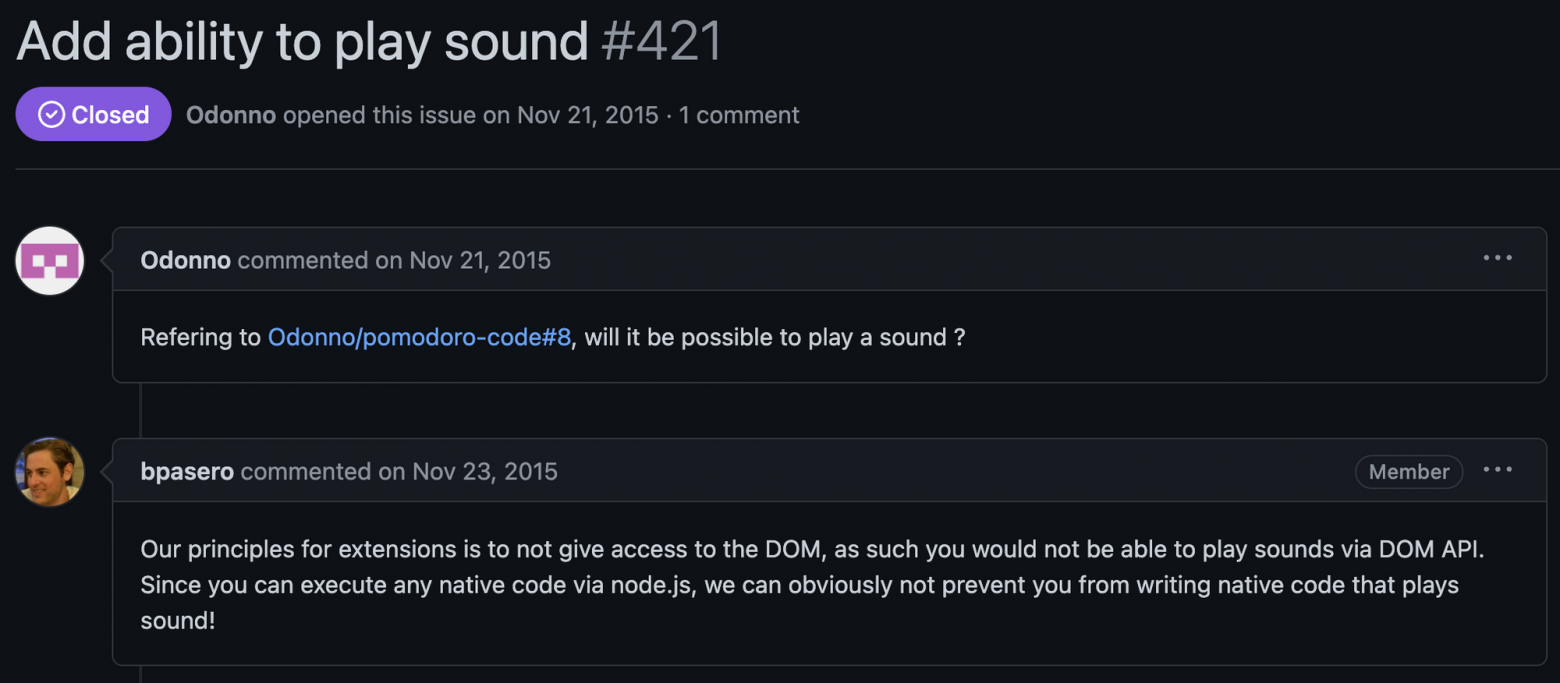 Add ability to play sound #421
Closed Odonno opened this issue on Nov 21, 2015 · 1 comment
Odonno commented on Nov 21, 2015
Refering to Odonno/pomodoro-code#8, will it be possible to play a sound ?
bpasero commented on Nov 23, 2015 Member
Our principles for extensions is to not give access to the DOM, as such you would not be able to play sounds via DOM API.
Since you can execute any native code via node.js, we can obviously not prevent you from writing native code that plays
sound!